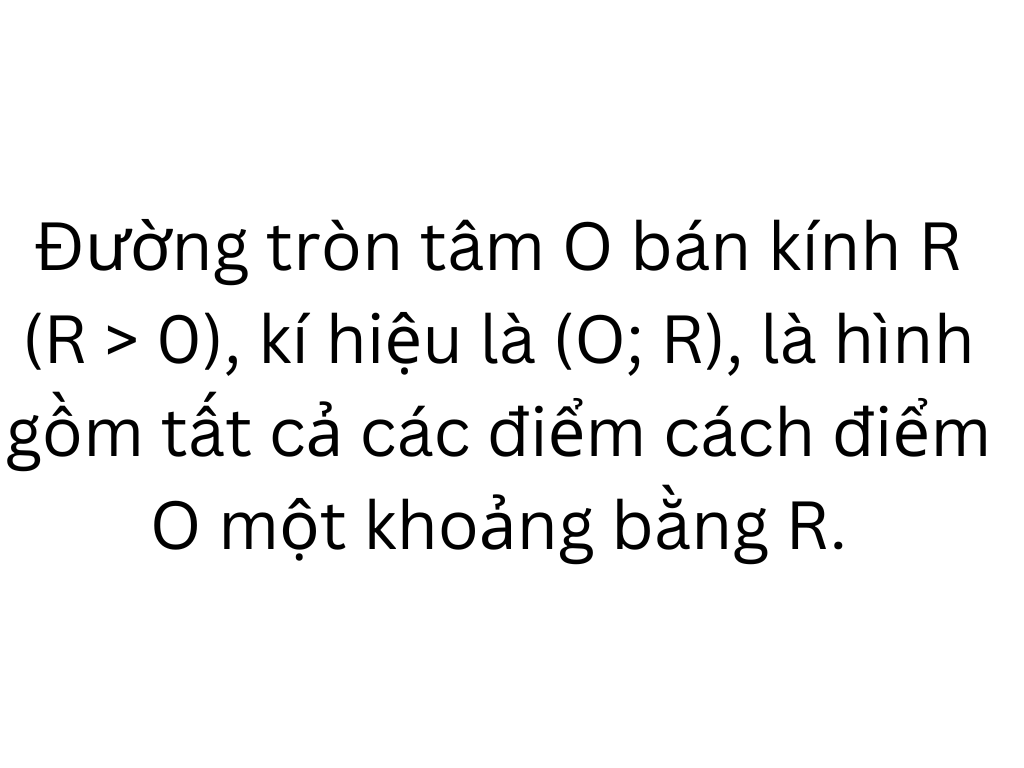 Đường tròn tâm O bán kính R
(R > 0), kí hiệu là (O; R), là hình
gồm tất cả các điểm cách điểm
O một khoảng bằng R.